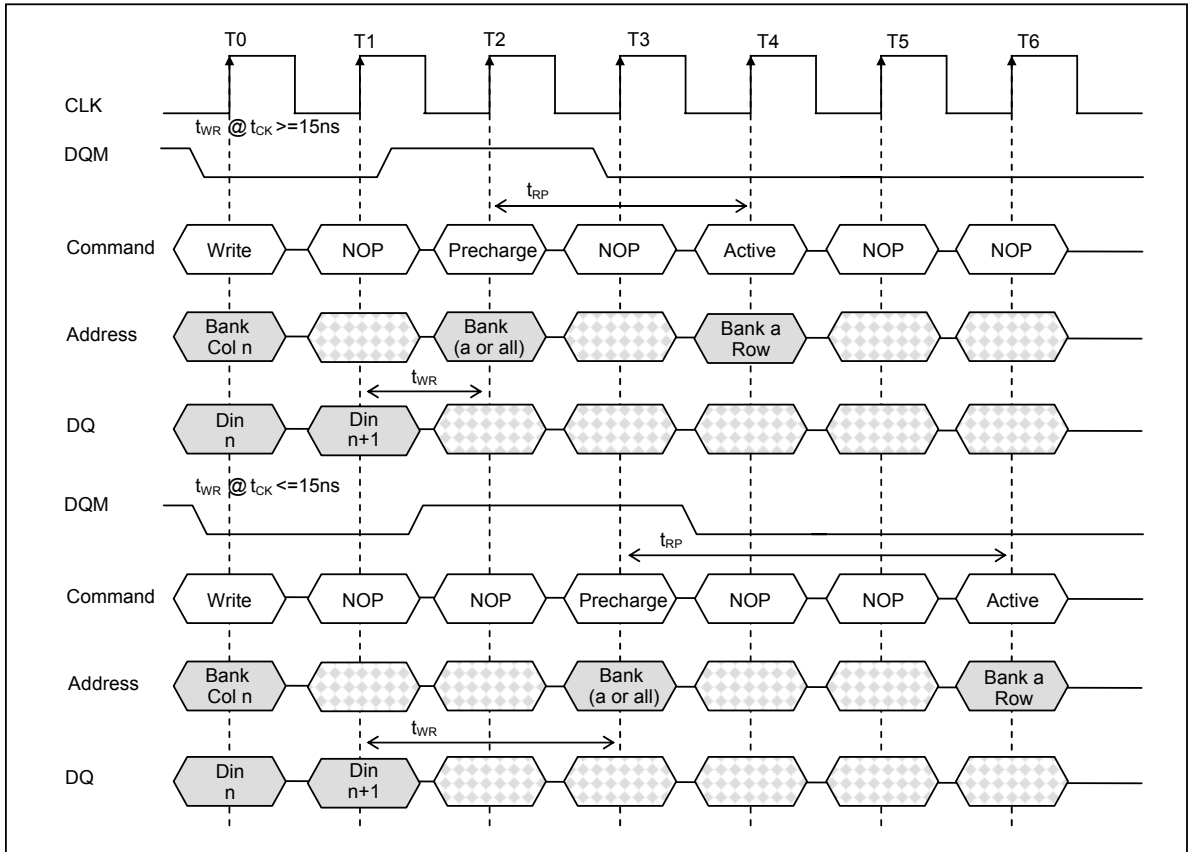 T0 T1 T2 T3 T4 T5 T6
CLK
tWR @ tCK >=15ns
DQM
tRP
Command Write NOP Precharge NOP Active NOP NOP
Address Bank Bank Bank a
Col n (a or all) Row
tWR
DQ Din Din
n n+1
tWR @ tCK <=15ns
DQM
tRP
Command Write NOP NOP Precharge NOP NOP Active
Address Bank Bank Bank a
Col n (a or all) Row
tWR
DQ Din Din
n n+1